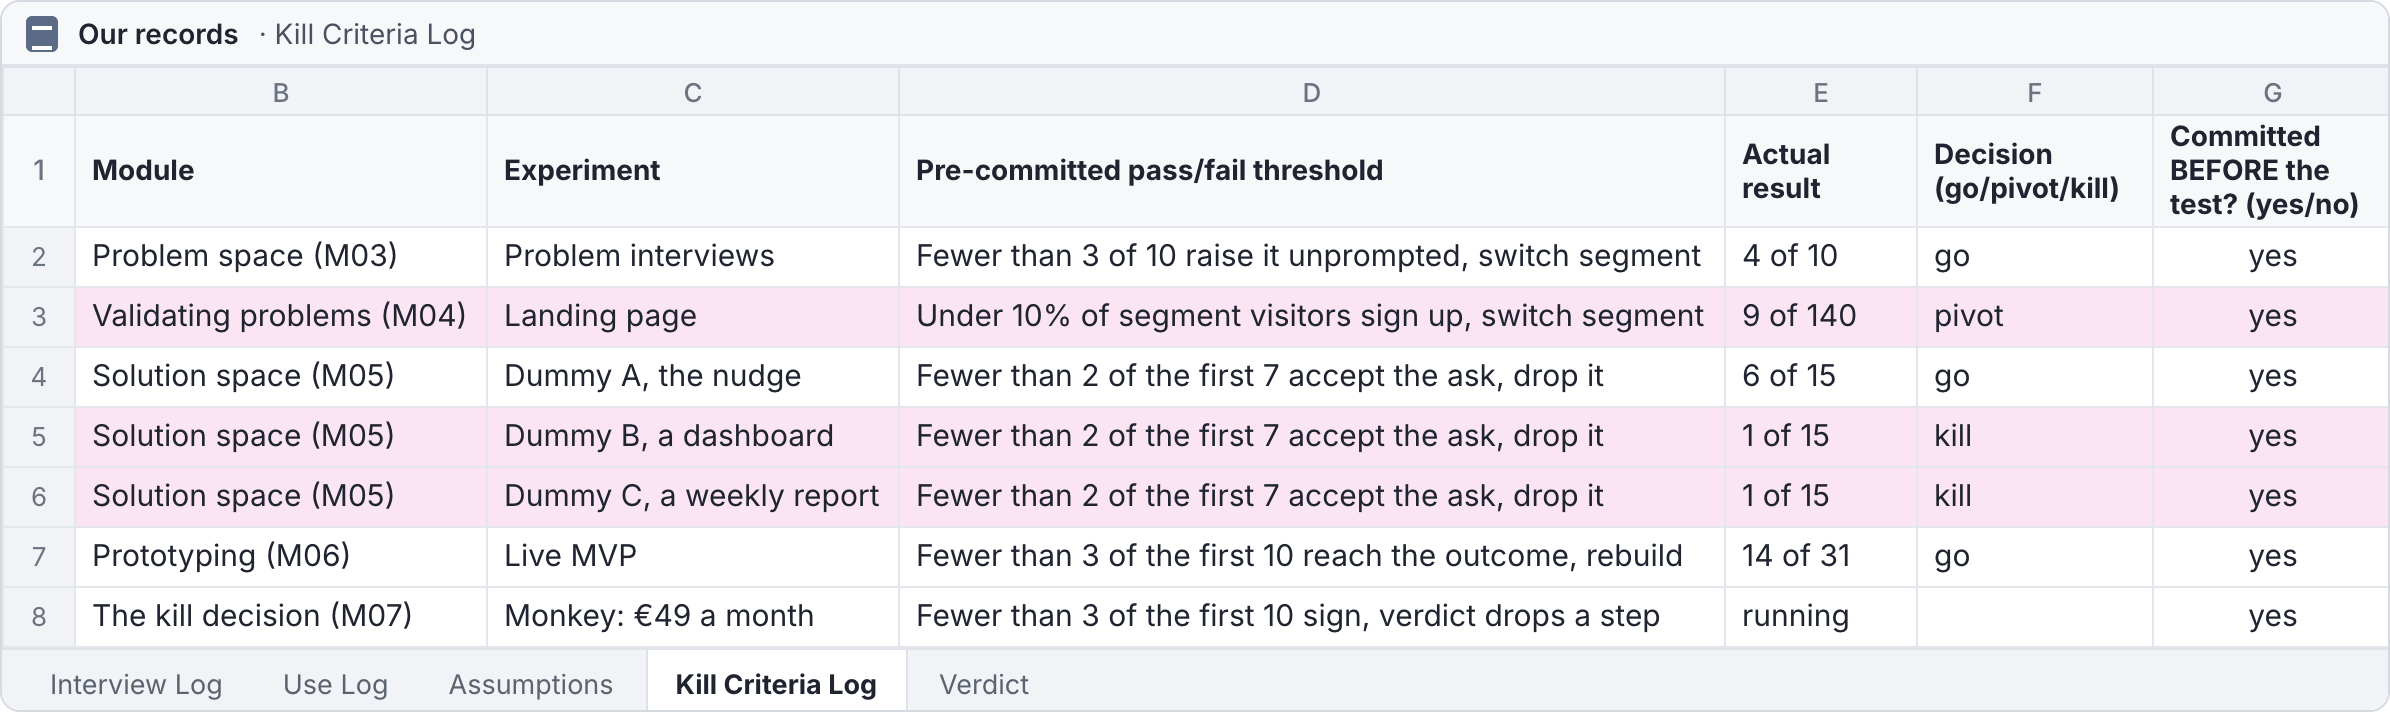 Our records · Kill Criteria Log
B C D E F G
1 Module Experiment Pre-committed pass/fail threshold Actual result Decision (go/pivot/kill) Committed BEFORE the test? (yes/no)
2 Problem space (M03) Problem interviews Fewer than 3 of 10 raise it unprompted, switch segment 4 of 10 go yes
3 Validating problems (M04) Landing page Under 10% of segment visitors sign up, switch segment 9 of 140 pivot yes
4 Solution space (M05) Dummy A, the nudge Fewer than 2 of the first 7 accept the ask, drop it 6 of 15 go yes
5 Solution space (M05) Dummy B, a dashboard Fewer than 2 of the first 7 accept the ask, drop it 1 of 15 kill yes
6 Solution space (M05) Dummy C, a weekly report Fewer than 2 of the first 7 accept the ask, drop it 1 of 15 kill yes
7 Prototyping (M06) Live MVP Fewer than 3 of the first 10 reach the outcome, rebuild 14 of 31 go yes
8 The kill decision (M07) Monkey: €49 a month Fewer than 3 of the first 10 sign, verdict drops a step running yes
Interview Log Use Log Assumptions Kill Criteria Log Verdict